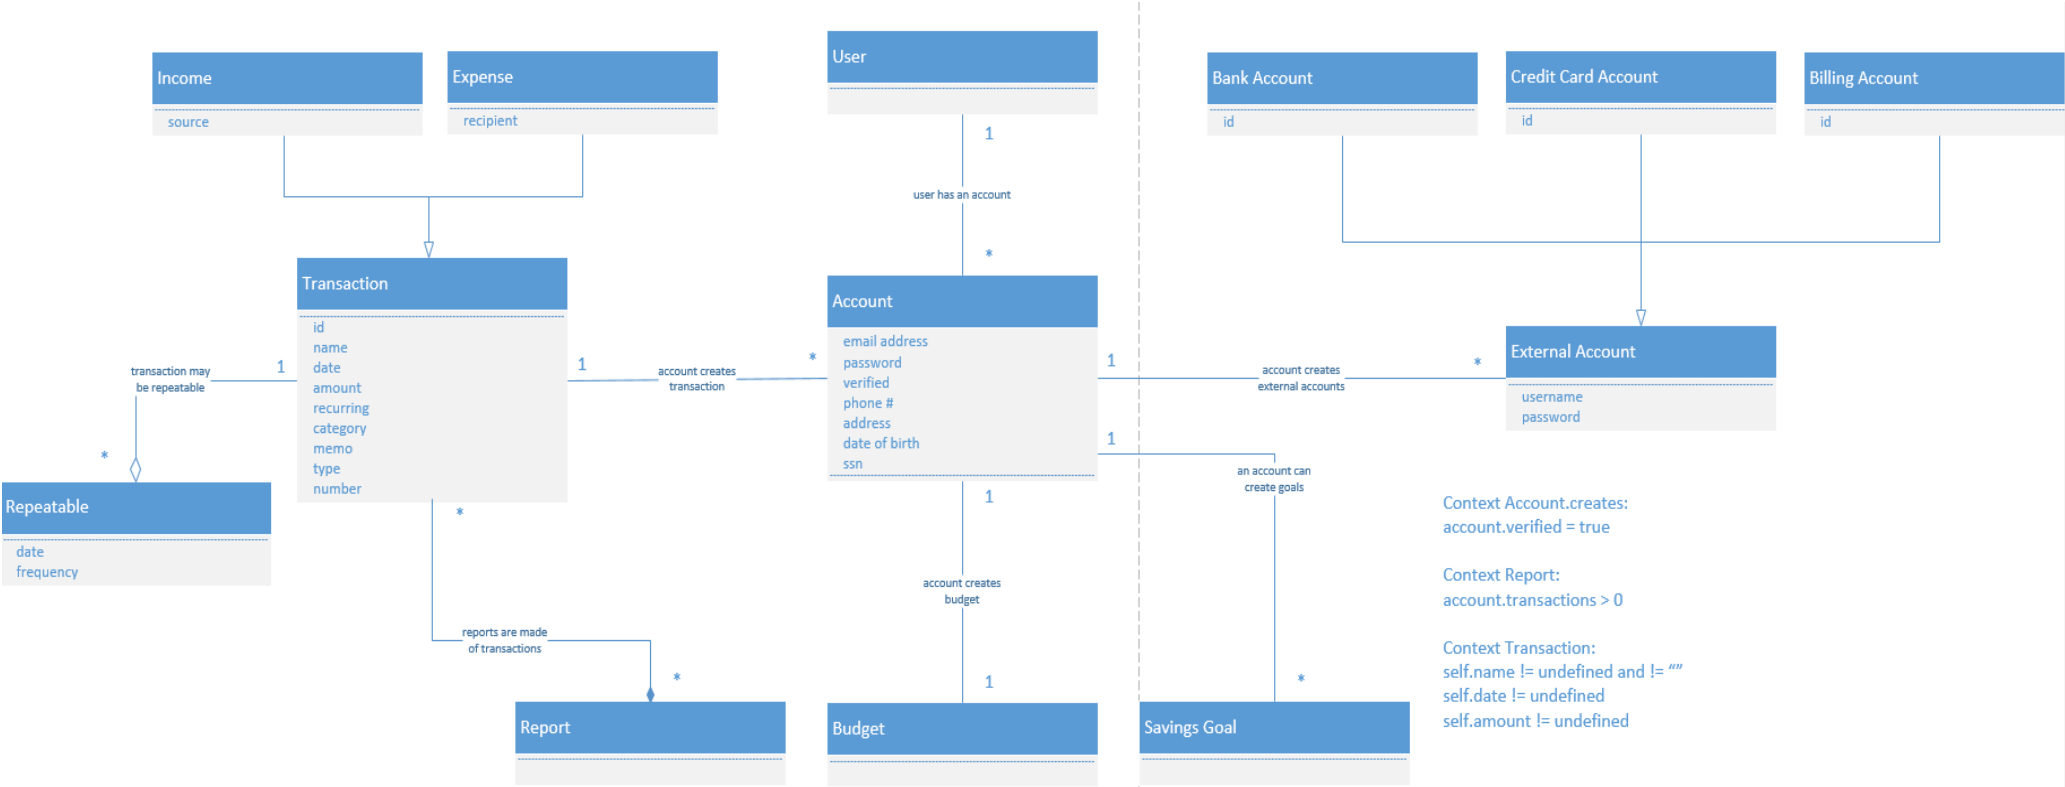 Income
source
Expense
recipient
User
1
user has an account
*
Bank Account
id
Credit Card Account
id
Billing Account
id
Transaction
id
name
date
amount
recurring
category
memo
type
number
1
transaction may
be repeatable
*
Repeatable
date
frequency
1
account creates
transaction
*
Account
email address
password
verified
phone #
address
date of birth
ssn
1
account creates
external accounts
*
External Account
username
password
1
an account can
create goals
*
Savings Goal
1
account creates
budget
1
Budget
*
reports are made
of transactions
*
Report
Context Account.creates:
account.verified = true
Context Report:
account.transactions > 0
Context Transaction:
self.name != undefined and != “”
self.date != undefined
self.amount != undefined